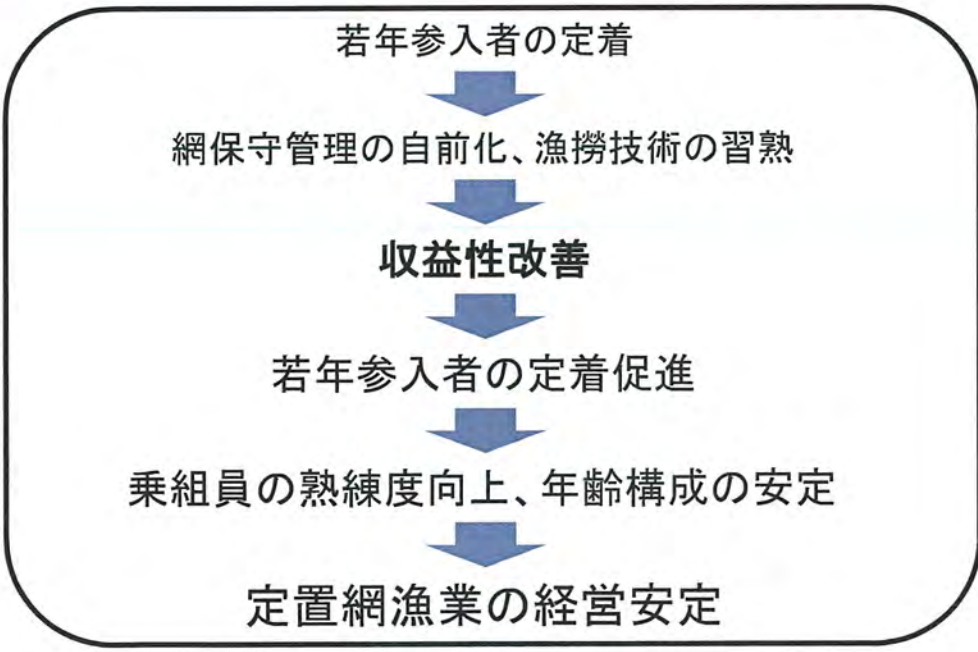 若年参入者の定着
網保守管理の自前化、漁撈技術の習熟
収益性改善
若年参入者の定着促進
乗組員の熟練度向上、年齢構成の安定
定置網漁業の経営安定